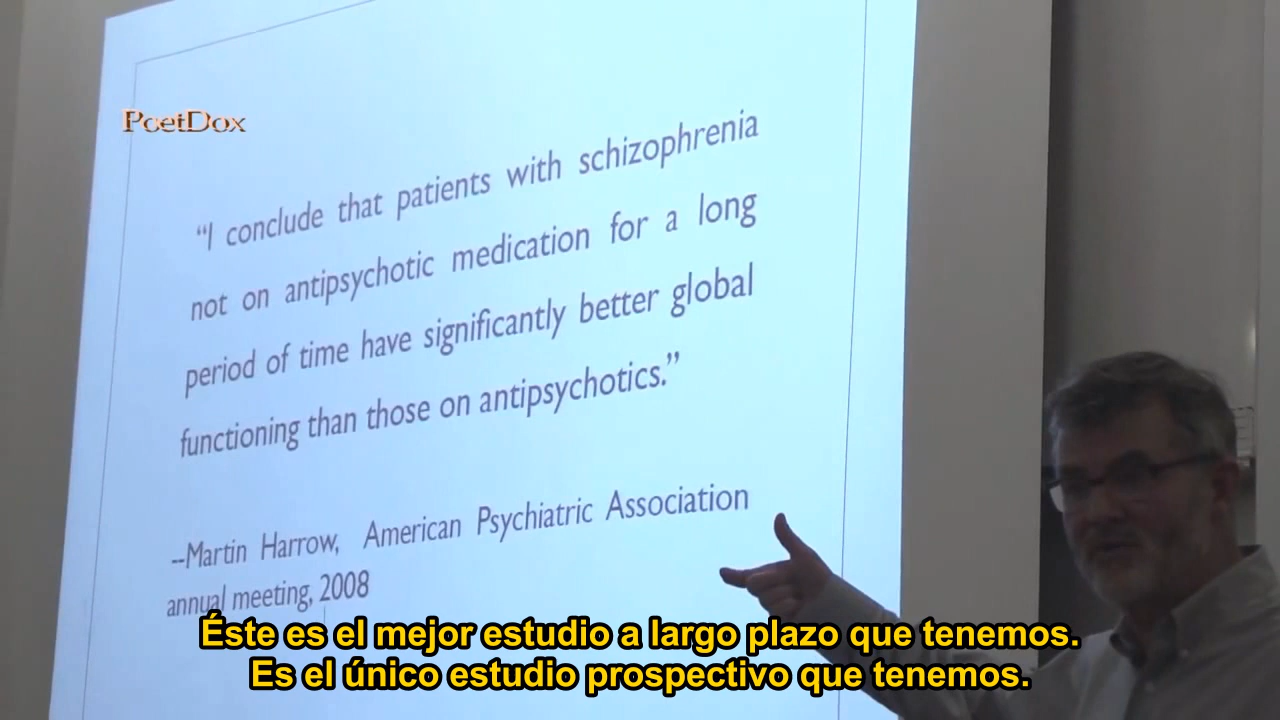 PoetDox
“I conclude that patients with schizophrenia
not on antipsychotic medication for a long
period of time have significantly better global
functioning than those on antipsychotics.”
--Martin Harrow, American Psychiatric Association
annual meeting, 2008
Éste es el mejor estudio a largo plazo que tenemos.
Es el único estudio prospectivo que tenemos.